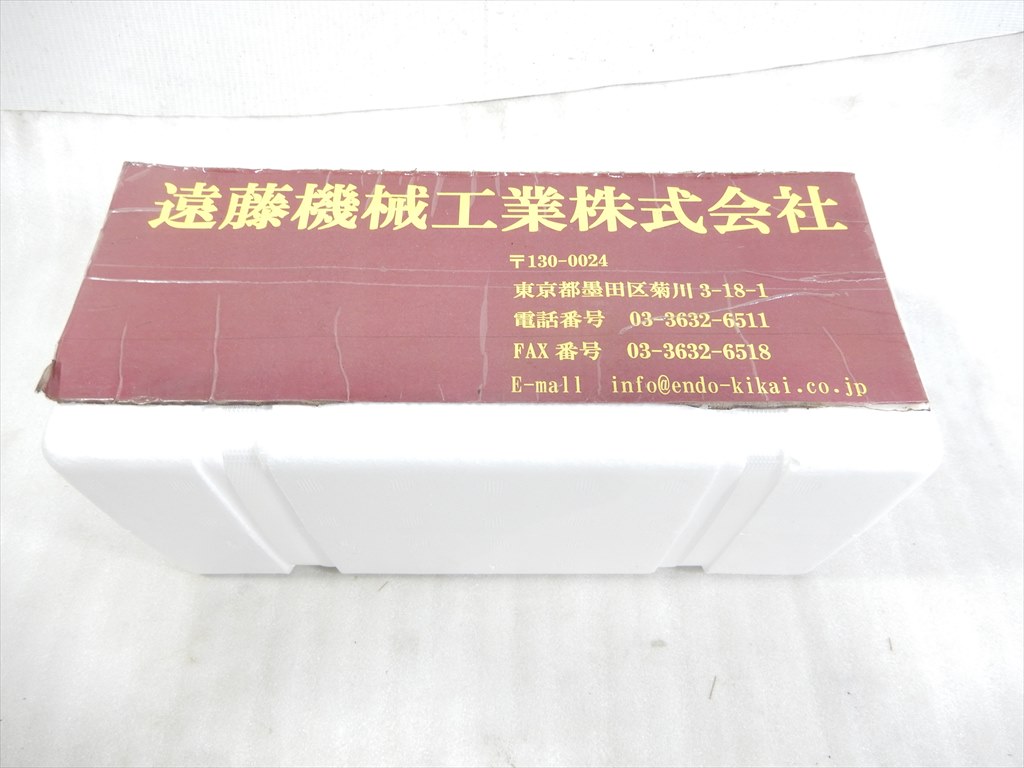 遠藤機械工業株式会社
〒130-0024
東京都墨田区菊川 3-18-1
電話番号 03-3632-6511
FAX 番号 03-3632-6518
E-mall info@endo-kikai.co.jp